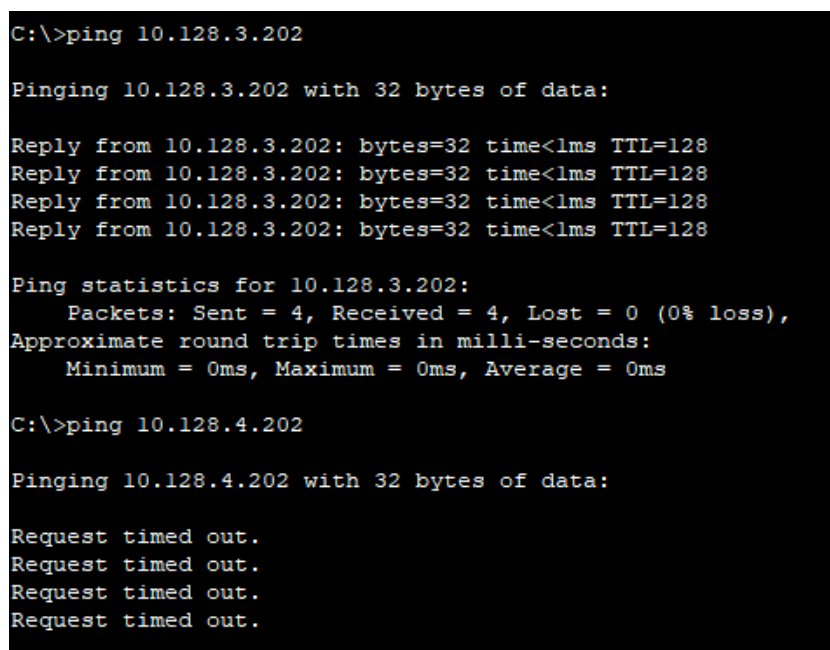 C:\>ping 10.128.3.202
Pinging 10.128.3.202 with 32 bytes of data:
Reply from 10.128.3.202: bytes=32 time<1ms TTL=128
Reply from 10.128.3.202: bytes=32 time<1ms TTL=128
Reply from 10.128.3.202: bytes=32 time<1ms TTL=128
Reply from 10.128.3.202: bytes=32 time<1ms TTL=128
Ping statistics for 10.128.3.202:
    Packets: Sent = 4, Received = 4, Lost = 0 (0% loss),
Approximate round trip times in milli-seconds:
    Minimum = 0ms, Maximum = 0ms, Average = 0ms
C:\>ping 10.128.4.202
Pinging 10.128.4.202 with 32 bytes of data:
Request timed out.
Request timed out.
Request timed out.
Request timed out.